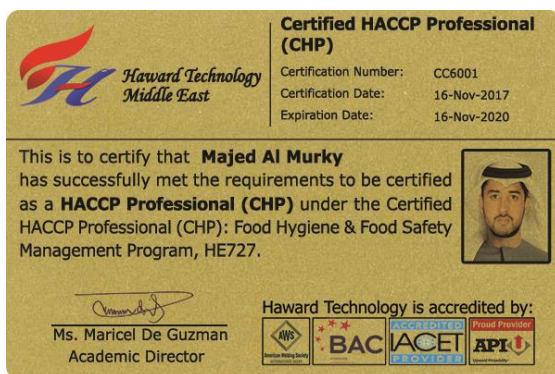 Haward Technology
Middle East
Certified HACCP Professional
(CHP)
Certification Number: CC6001
Certification Date: 16-Nov-2017
Expiration Date: 16-Nov-2020
This is to certify that Majed Al Murky
has successfully met the requirements to be certified
as a HACCP Professional (CHP) under the Certified
HACCP Professional (CHP): Food Hygiene & Food Safety
Management Program, HE727.
Ms. Maricel De Guzman
Academic Director
Haward Technology is accredited by:
AWS
American Welding Society
BAC
ACCREDITED
IACET
PROVIDER
Proud Provider
API